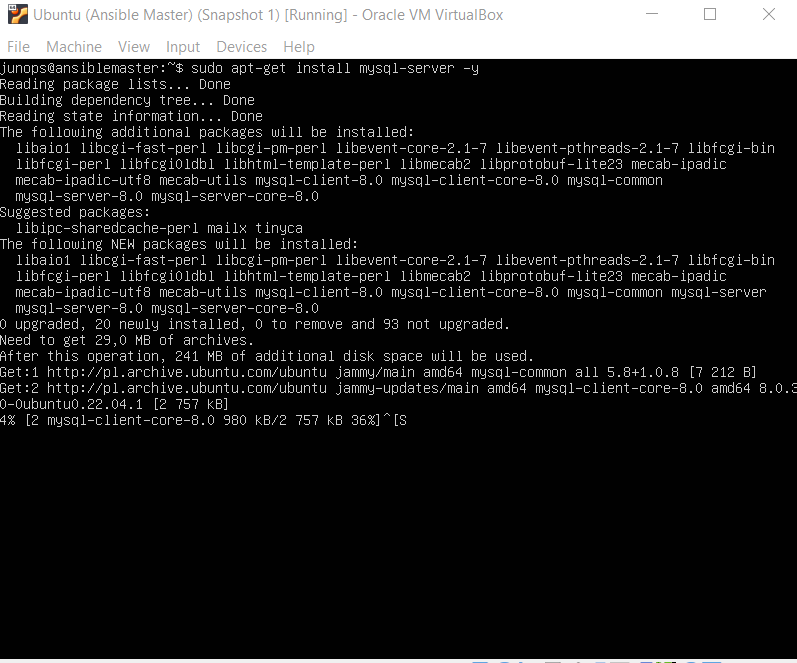 Ubuntu (Ansible Master) (Snapshot 1) [Running] - Oracle VM VirtualBox
File Machine View Input Devices Help
junops@ansiblemaster:~$ sudo apt-get install mysql-server -y
Reading package lists... Done
Building dependency tree... Done
Reading state information... Done
The following additional packages will be installed:
  libaio1 libcgi-fast-perl libcgi-pm-perl libevent-core-2.1-7 libevent-pthreads-2.1-7 libfcgi-bin
  libfcgi-perl libfcgi0ldbl libhtml-template-perl libmecab2 libprotobuf-lite23 mecab-ipadic
  mecab-ipadic-utf8 mecab-utils mysql-client-8.0 mysql-client-core-8.0 mysql-common
  mysql-server-8.0 mysql-server-core-8.0
Suggested packages:
  libipc-sharedcache-perl mailx tinyca
The following NEW packages will be installed:
  libaio1 libcgi-fast-perl libcgi-pm-perl libevent-core-2.1-7 libevent-pthreads-2.1-7 libfcgi-bin
  libfcgi-perl libfcgi0ldbl libhtml-template-perl libmecab2 libprotobuf-lite23 mecab-ipadic
  mecab-ipadic-utf8 mecab-utils mysql-client-8.0 mysql-client-core-8.0 mysql-common mysql-server
  mysql-server-8.0 mysql-server-core-8.0
0 upgraded, 20 newly installed, 0 to remove and 93 not upgraded.
Need to get 29,0 MB of archives.
After this operation, 241 MB of additional disk space will be used.
Get:1 http://pl.archive.ubuntu.com/ubuntu jammy/main amd64 mysql-common all 5.8+1.0.8 [7 212 B]
Get:2 http://pl.archive.ubuntu.com/ubuntu jammy-updates/main amd64 mysql-client-core-8.0 amd64 8.0.3
0-0ubuntu0.22.04.1 [2 757 kB]
4% [2 mysql-client-core-8.0 980 kB/2 757 kB 36%]^[S